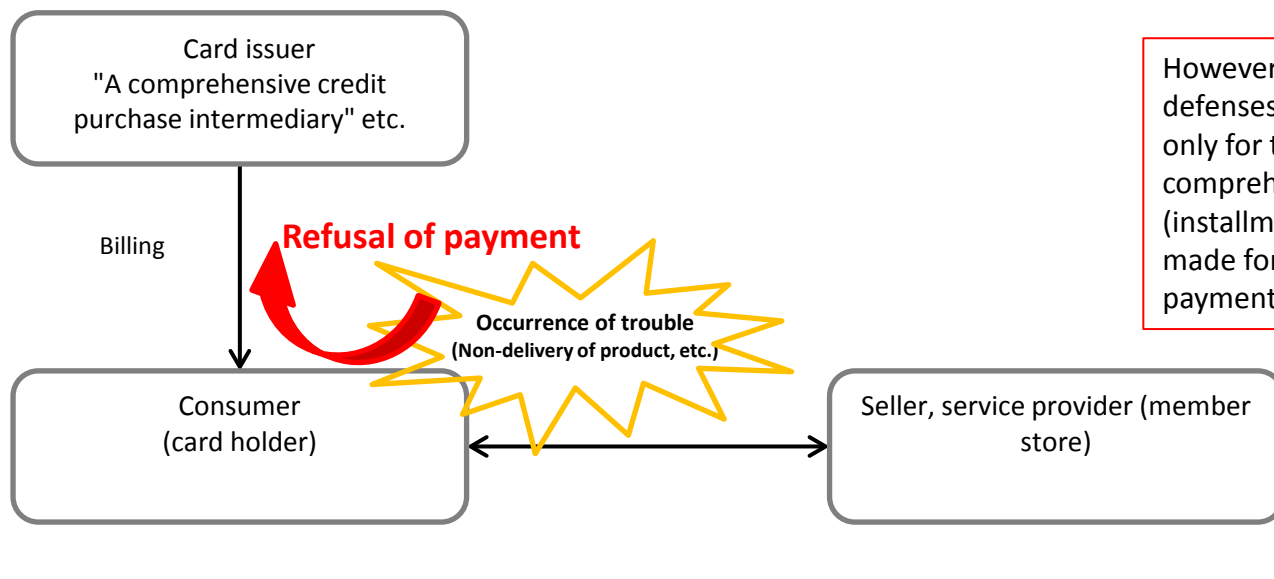 Card issuer
"A comprehensive credit
purchase intermediary" etc.
However
defenses
only for
compreh
(installm
made for
payment
Billing
Refusal of payment
Occurrence of trouble
(Non-delivery of product, etc.)
Consumer
(card holder)
Seller, service provider (member
store)